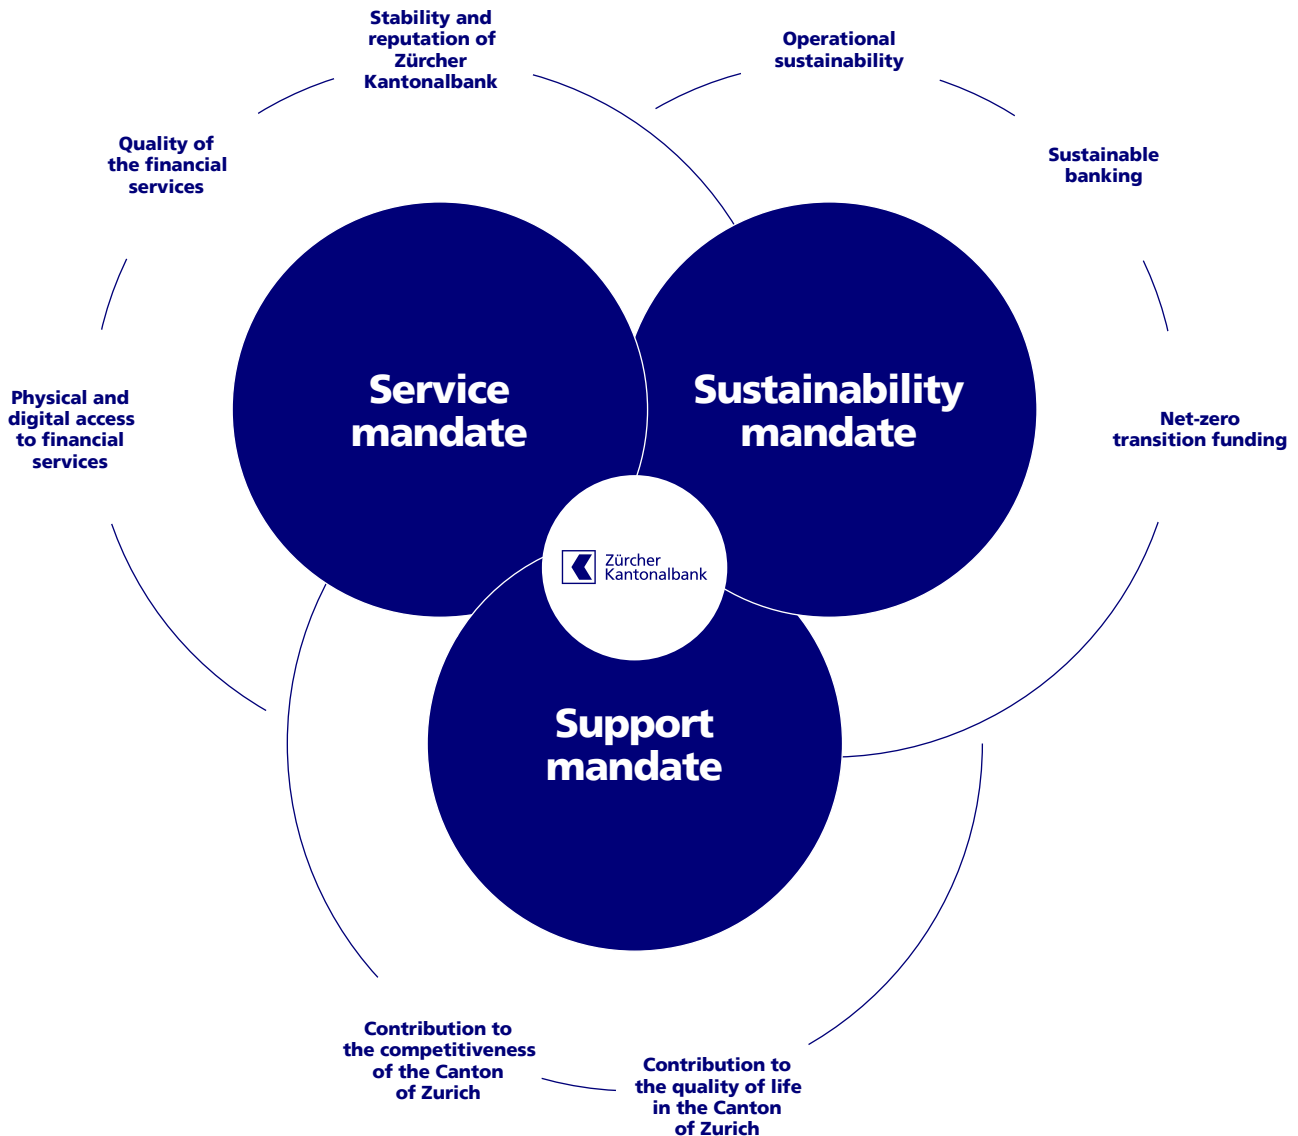 Stability and
reputation of
Zürcher
Kantonalbank
Operational
sustainability
Quality of
the financial
services
Sustainable
banking
Service
mandate
Sustainability
mandate
Physical and
digital access
to financial
services
Net-zero
transition funding
Zürcher
Kantonalbank
Support
mandate
Contribution to
the competitiveness
of the Canton
of Zurich
Contribution to
the quality of life
in the Canton
of Zurich